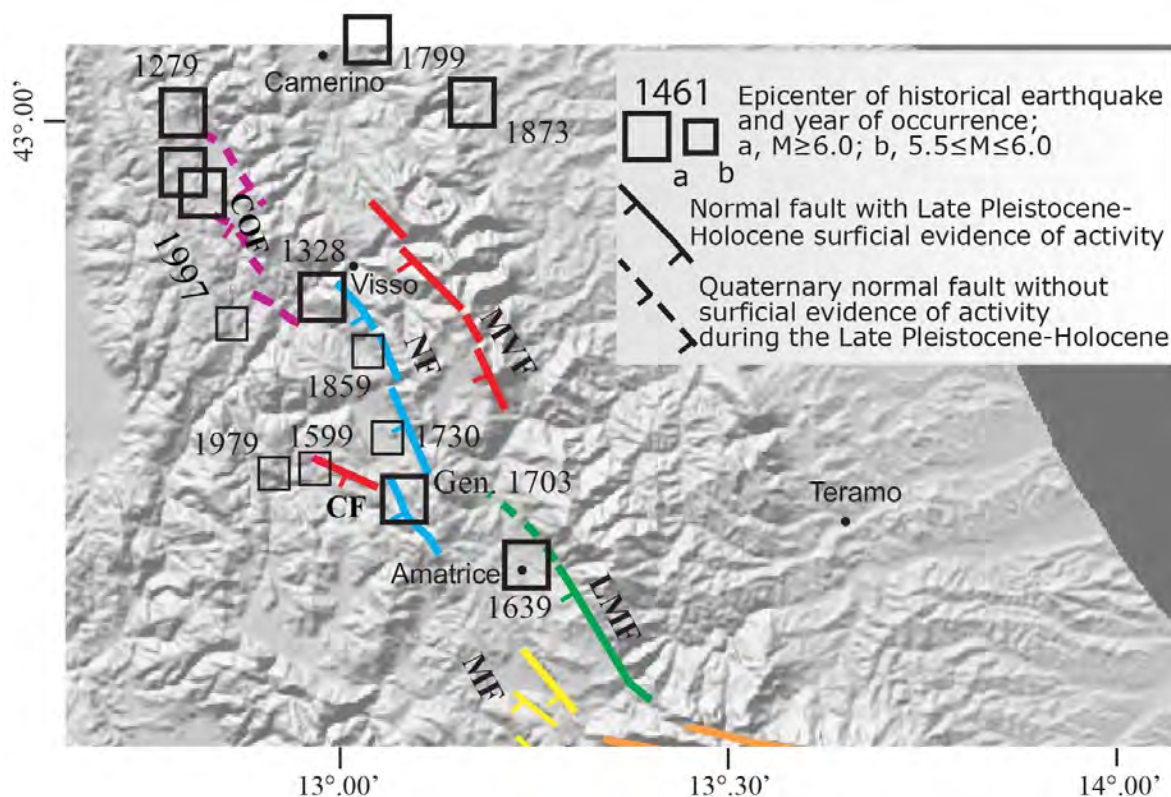 1279
Camerino
1799
1873
43°.00'
COF
1997
1328
Visso
NF
MVF
1859
1979
1599
1730
CF
Gen. 1703
Amatrice
1639
LMF
MF
Teramo
1461
Epicenter of historical earthquake
and year of occurrence;
a, M≥6.0; b, 5.5≤M≤6.0
a
b
Normal fault with Late Pleistocene-
Holocene surficial evidence of activity
Quaternary normal fault without
surficial evidence of activity
during the Late Pleistocene-Holocene
13°.00'
13°.30'
14°.00'